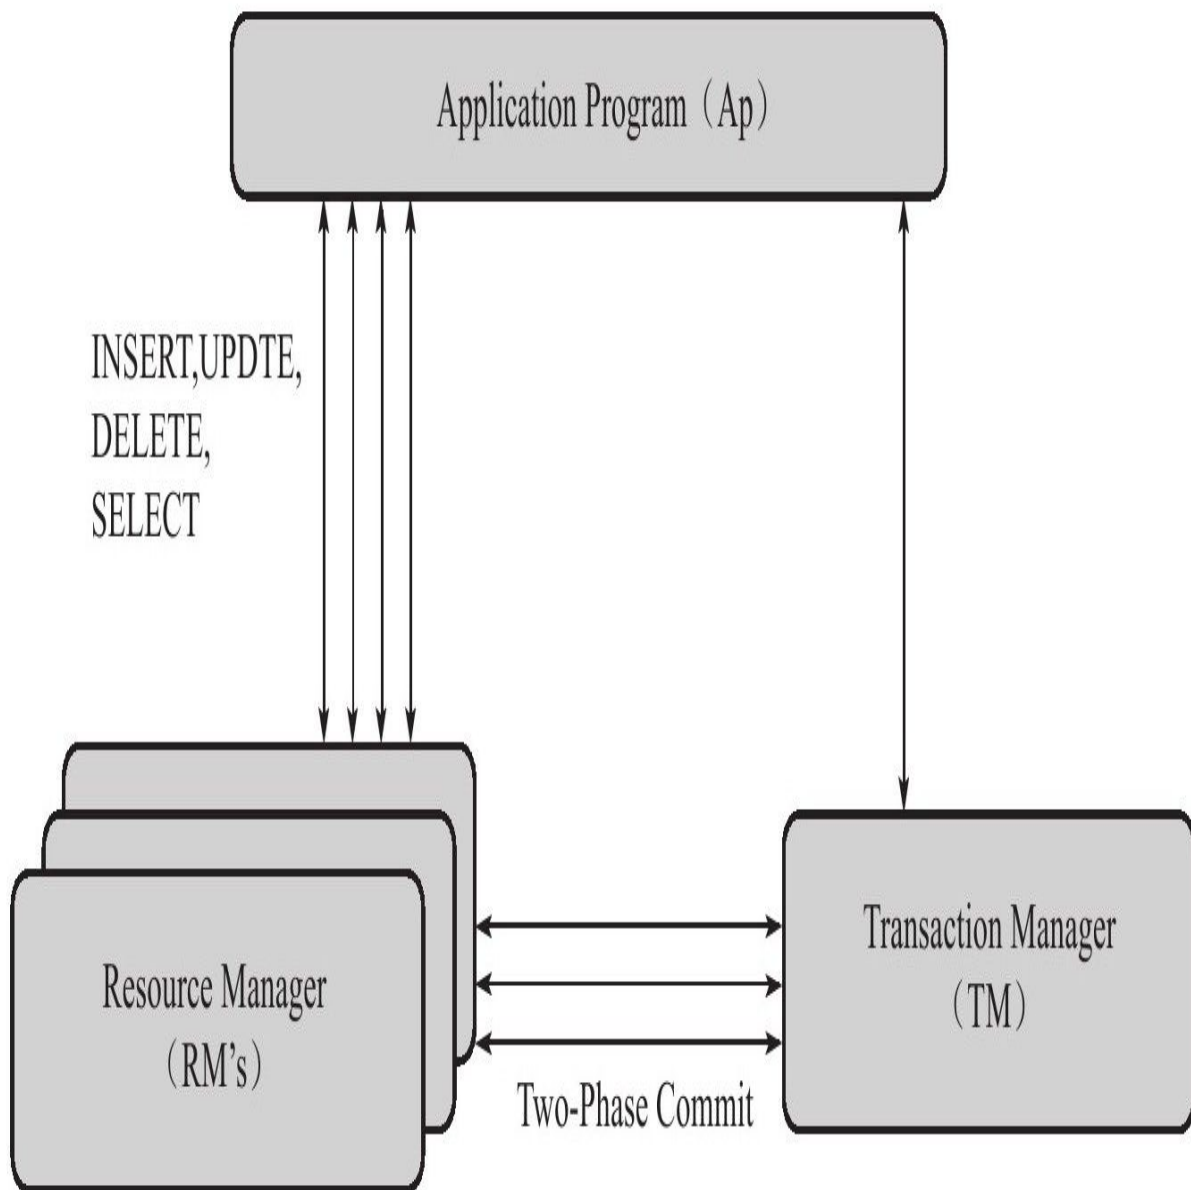 Application Program（Ap）
INSERT,UPDTE,
DELETE,
SELECT
Resource Manager
（RM’s）
Transaction Manager
（TM）
Two-Phase Commit